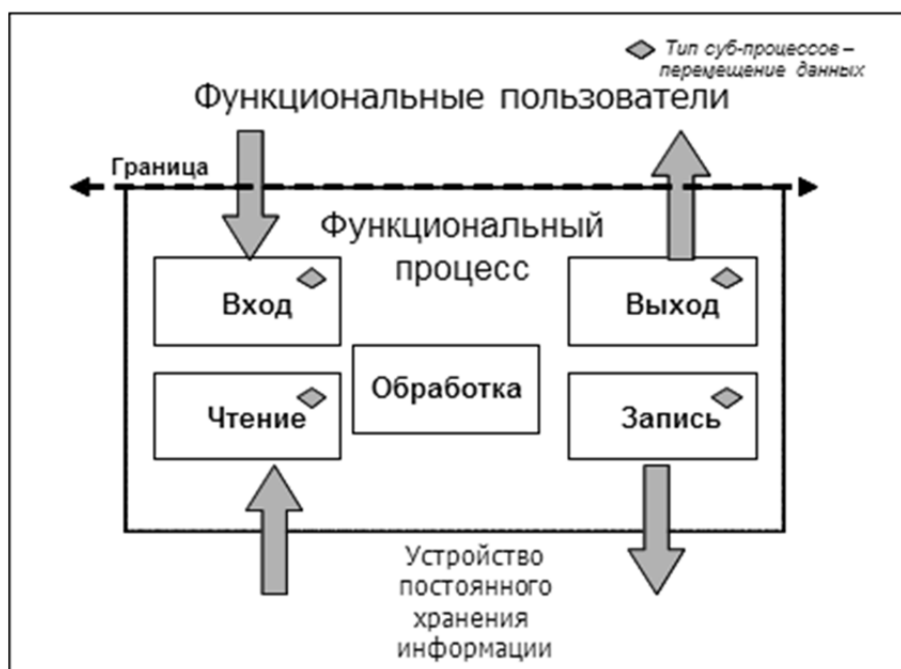 Тип суб-процессов –
перемещение данных
Функциональные пользователи
Граница
Функциональный
процесс
Вход
Выход
Обработка
Чтение
Запись
Устройство
постоянного
хранения
информации